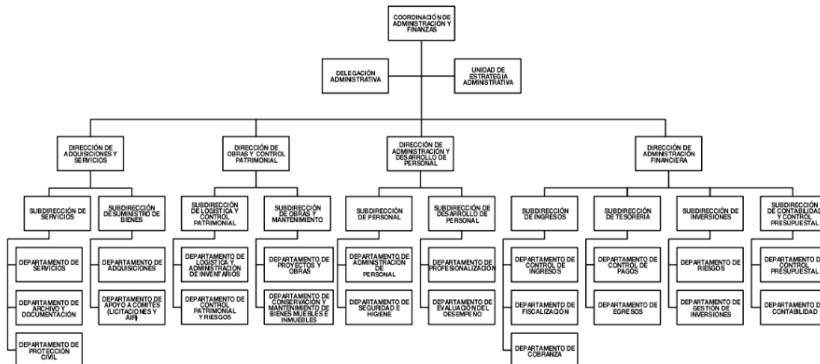 COORDINACIÓN DE
ADMINISTRACIÓN Y
FINANZAS
DELEGACIÓN
ADMINISTRATIVA
UNIDAD DE
ESTRATEGIA
ADMINISTRATIVA
DIRECCIÓN DE
ADQUISICIONES Y
SERVICIOS
DIRECCIÓN DE
OBRAS Y CONTROL
PATRIMONIAL
DIRECCIÓN DE
ADMINISTRACIÓN Y
DESARROLLO DE
PERSONAL
DIRECCIÓN DE
ADMINISTRACIÓN
FINANCIERA
SUBDIRECCIÓN DE
SERVICIOS
SUBDIRECCIÓN
DE SUMINISTRO DE
BIENES
SUBDIRECCIÓN
DE LOGÍSTICA Y
CONTROL
PATRIMONIAL
SUBDIRECCIÓN
DE OBRAS Y
MANTENIMIENTO
SUBDIRECCIÓN
DE PERSONAL
SUBDIRECCIÓN DE
DESARROLLO DE
PERSONAL
SUBDIRECCIÓN
DE INGRESOS
SUBDIRECCIÓN
DE TESORERÍA
SUBDIRECCIÓN DE
INVERSIONES
SUBDIRECCIÓN
DE CONTABILIDAD
Y CONTROL
PRESUPUESTAL
DEPARTAMENTO DE
SERVICIOS
DEPARTAMENTO DE
ADQUISICIONES
DEPARTAMENTO DE
LOGÍSTICA Y
ADMINISTRACIÓN
DE INVENTARIOS
DEPARTAMENTO
DE PROYECTOS Y
OBRAS
DEPARTAMENTO DE
ADMINISTRACIÓN
DE
PERSONAL
DEPARTAMENTO
DE PROFESIONALIZACIÓN
DEPARTAMENTO
DE CONTROL DE
INGRESOS
DEPARTAMENTO
DE CONTROL DE
PAGOS
DEPARTAMENTO DE
RIESGOS
DEPARTAMENTO
DE CONTROL
PRESUPUESTAL
DEPARTAMENTO
DE ARCHIVO Y
DOCUMENTACIÓN
DEPARTAMENTO DE
APOYO A COMITÉS
(LICITACIONES Y
AIP)
DEPARTAMENTO
DE CONTROL
PATRIMONIAL
Y RIESGOS
DEPARTAMENTO DE
CONSERVACIÓN Y
MANTENIMIENTO DE
BIENES MUEBLES E
INMUEBLES
DEPARTAMENTO DE
SEGURIDAD E
HIGIENE
DEPARTAMENTO
DE EVALUACIÓN DEL
DESEMPEÑO
DEPARTAMENTO DE
FISCALIZACIÓN
DEPARTAMENTO DE
EGRESOS
DEPARTAMENTO
DE GESTIÓN DE
INVERSIONES
DEPARTAMENTO
DE CONTABILIDAD
DEPARTAMENTO DE
PROTECCIÓN
CIVIL
DEPARTAMENTO DE
COBRANZA